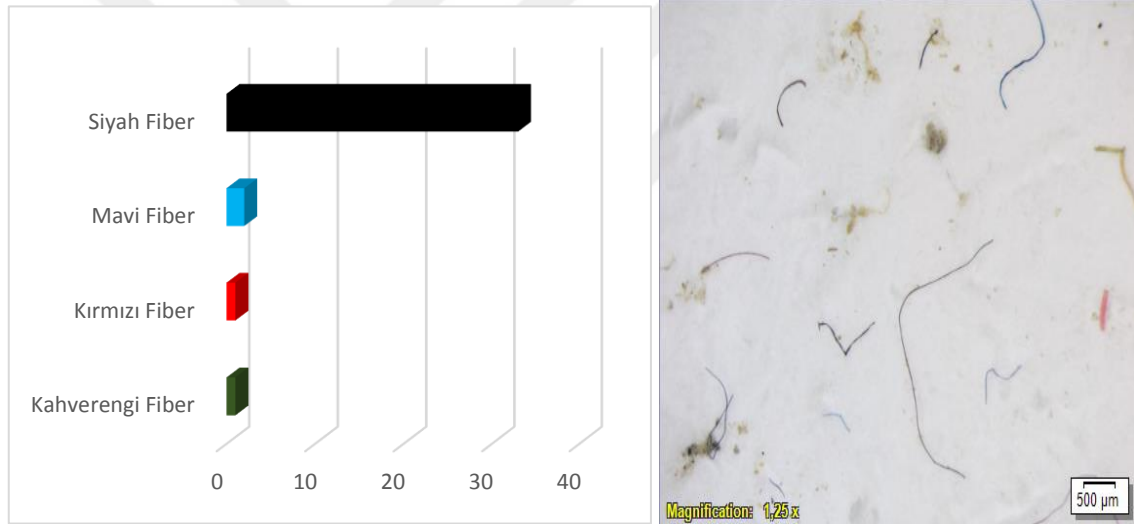 Siyah Fiber
Mavi Fiber
Kırmızı Fiber
Kahverengi Fiber
0 10 20 30 40
Magnification: 1,25 x
500 µm